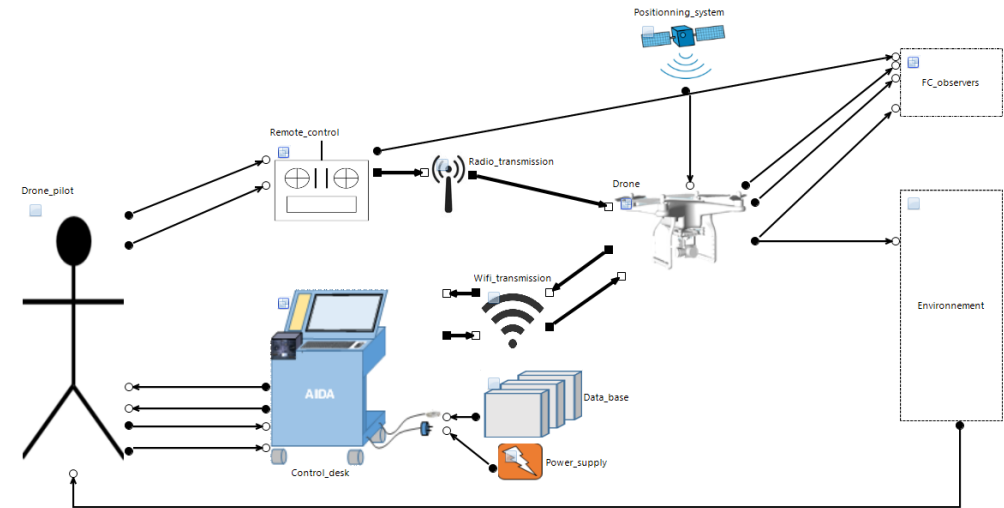 Positionning_system
FC_observers
Remote_control
Radio_transmission
Drone_pilot
Drone
Wifi_transmission
Environnement
AIDA
Data_base
Power_supply
Control_desk